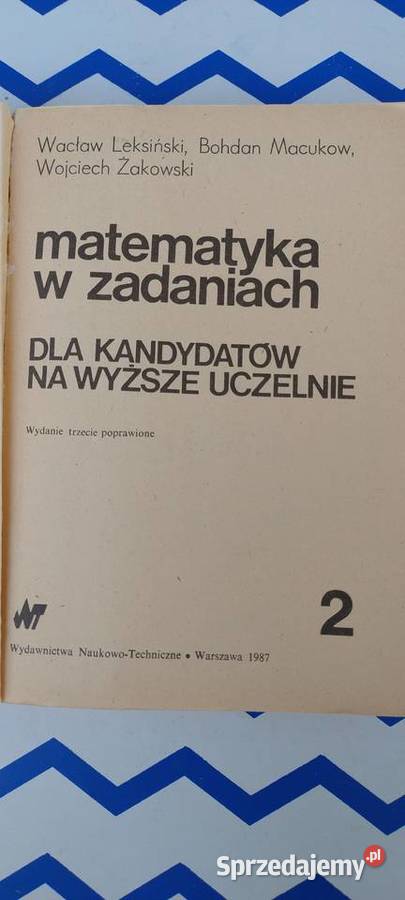 Wacław Leksiński, Bohdan Macukow,
Wojciech Żakowski
matematyka
w zadaniach
DLA KANDYDATÓW
NA WYŻSZE UCZELNIE
Wydanie trzecie poprawione
2
WNT
Wydawnictwa Naukowo-Techniczne • Warszawa 1987
Sprzedajemy.pl